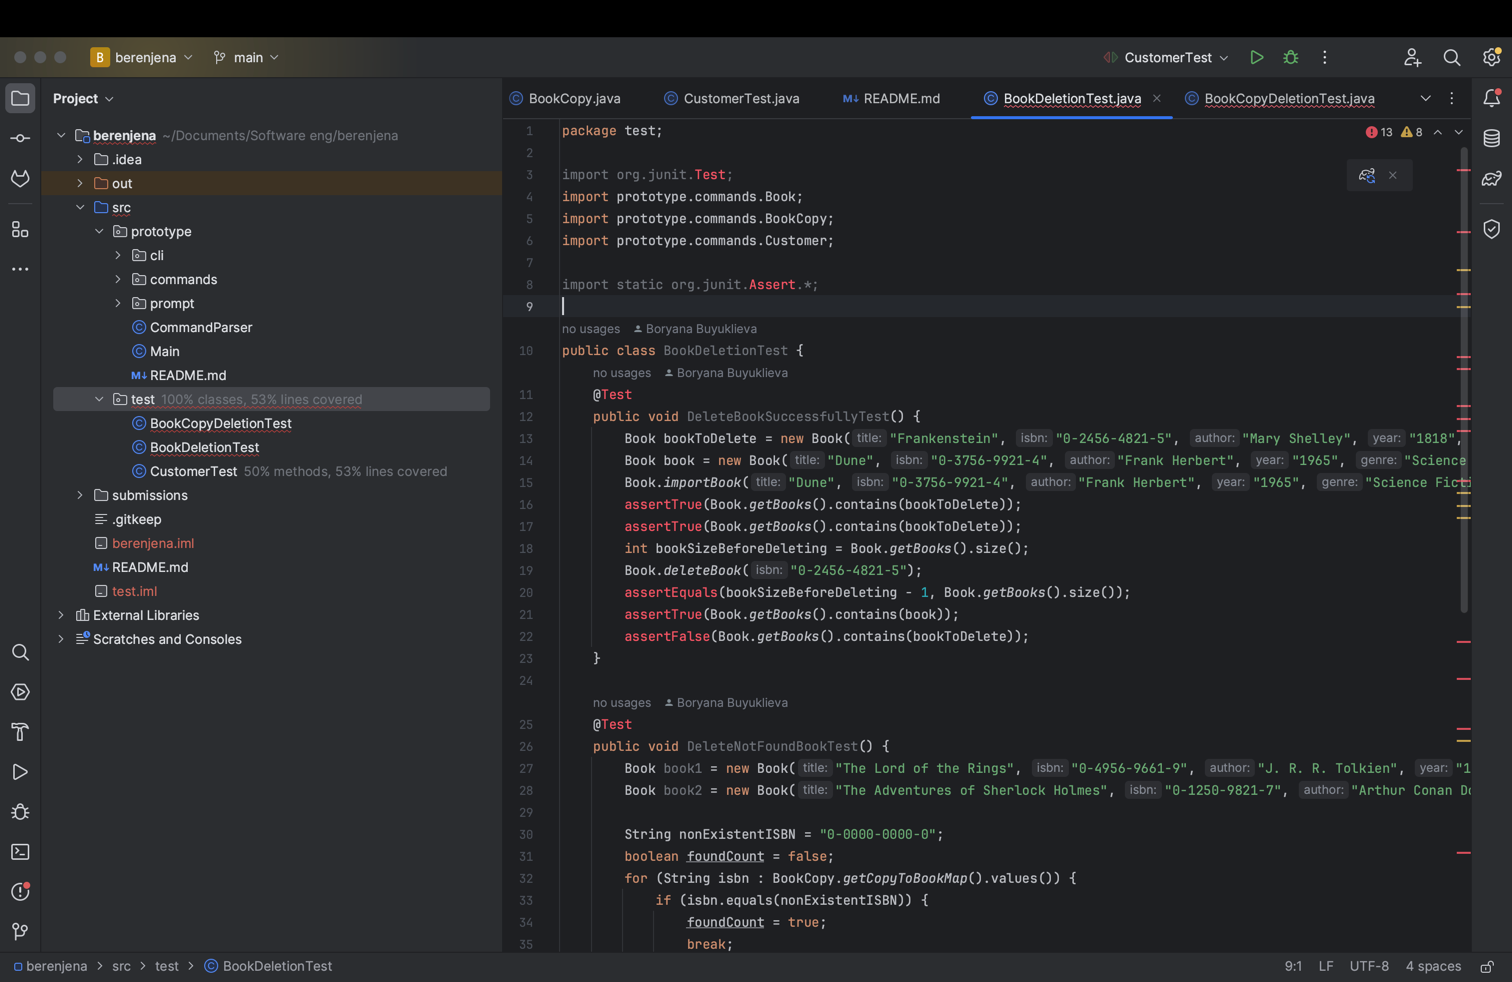 B berenjena main CustomerTest
Project
BookCopy.java CustomerTest.java M↓ README.md BookDeletionTest.java BookCopyDeletionTest.java
berenjena ~/Documents/Software eng/berenjena
.idea
out
src
prototype
cli
commands
prompt
CommandParser
Main
M↓ README.md
test 100% classes, 53% lines covered
BookCopyDeletionTest
BookDeletionTest
CustomerTest 50% methods, 53% lines covered
submissions
.gitkeep
berenjena.iml
M↓ README.md
test.iml
External Libraries
Scratches and Consoles
13 8
1 package test;
2
3 import org.junit.Test;
4 import prototype.commands.Book;
5 import prototype.commands.BookCopy;
6 import prototype.commands.Customer;
7
8 import static org.junit.Assert.*;
9
no usages Boryana Buyuklieva
10 public class BookDeletionTest {
no usages Boryana Buyuklieva
11 @Test
12 public void DeleteBookSuccessfullyTest() {
13 Book bookToDelete = new Book( title: "Frankenstein", isbn: "0-2456-4821-5", author: "Mary Shelley", year: "1818",
14 Book book = new Book( title: "Dune", isbn: "0-3756-9921-4", author: "Frank Herbert", year: "1965", genre: "Science
15 Book.importBook( title: "Dune", isbn: "0-3756-9921-4", author: "Frank Herbert", year: "1965", genre: "Science Ficti
16 assertTrue(Book.getBooks().contains(bookToDelete));
17 assertTrue(Book.getBooks().contains(bookToDelete));
18 int bookSizeBeforeDeleting = Book.getBooks().size();
19 Book.deleteBook( isbn: "0-2456-4821-5");
20 assertEquals(bookSizeBeforeDeleting - 1, Book.getBooks().size());
21 assertTrue(Book.getBooks().contains(book));
22 assertFalse(Book.getBooks().contains(bookToDelete));
23 }
24
no usages Boryana Buyuklieva
25 @Test
26 public void DeleteNotFoundBookTest() {
27 Book book1 = new Book( title: "The Lord of the Rings", isbn: "0-4956-9661-9", author: "J. R. R. Tolkien", year: "1
28 Book book2 = new Book( title: "The Adventures of Sherlock Holmes", isbn: "0-1250-9821-7", author: "Arthur Conan Do
29
30 String nonExistentISBN = "0-0000-0000-0";
31 boolean foundCount = false;
32 for (String isbn : BookCopy.getCopyToBookMap().values()) {
33 if (isbn.equals(nonExistentISBN)) {
34 foundCount = true;
35 break;
berenjena > src > test > BookDeletionTest
9:1 LF UTF-8 4 spaces